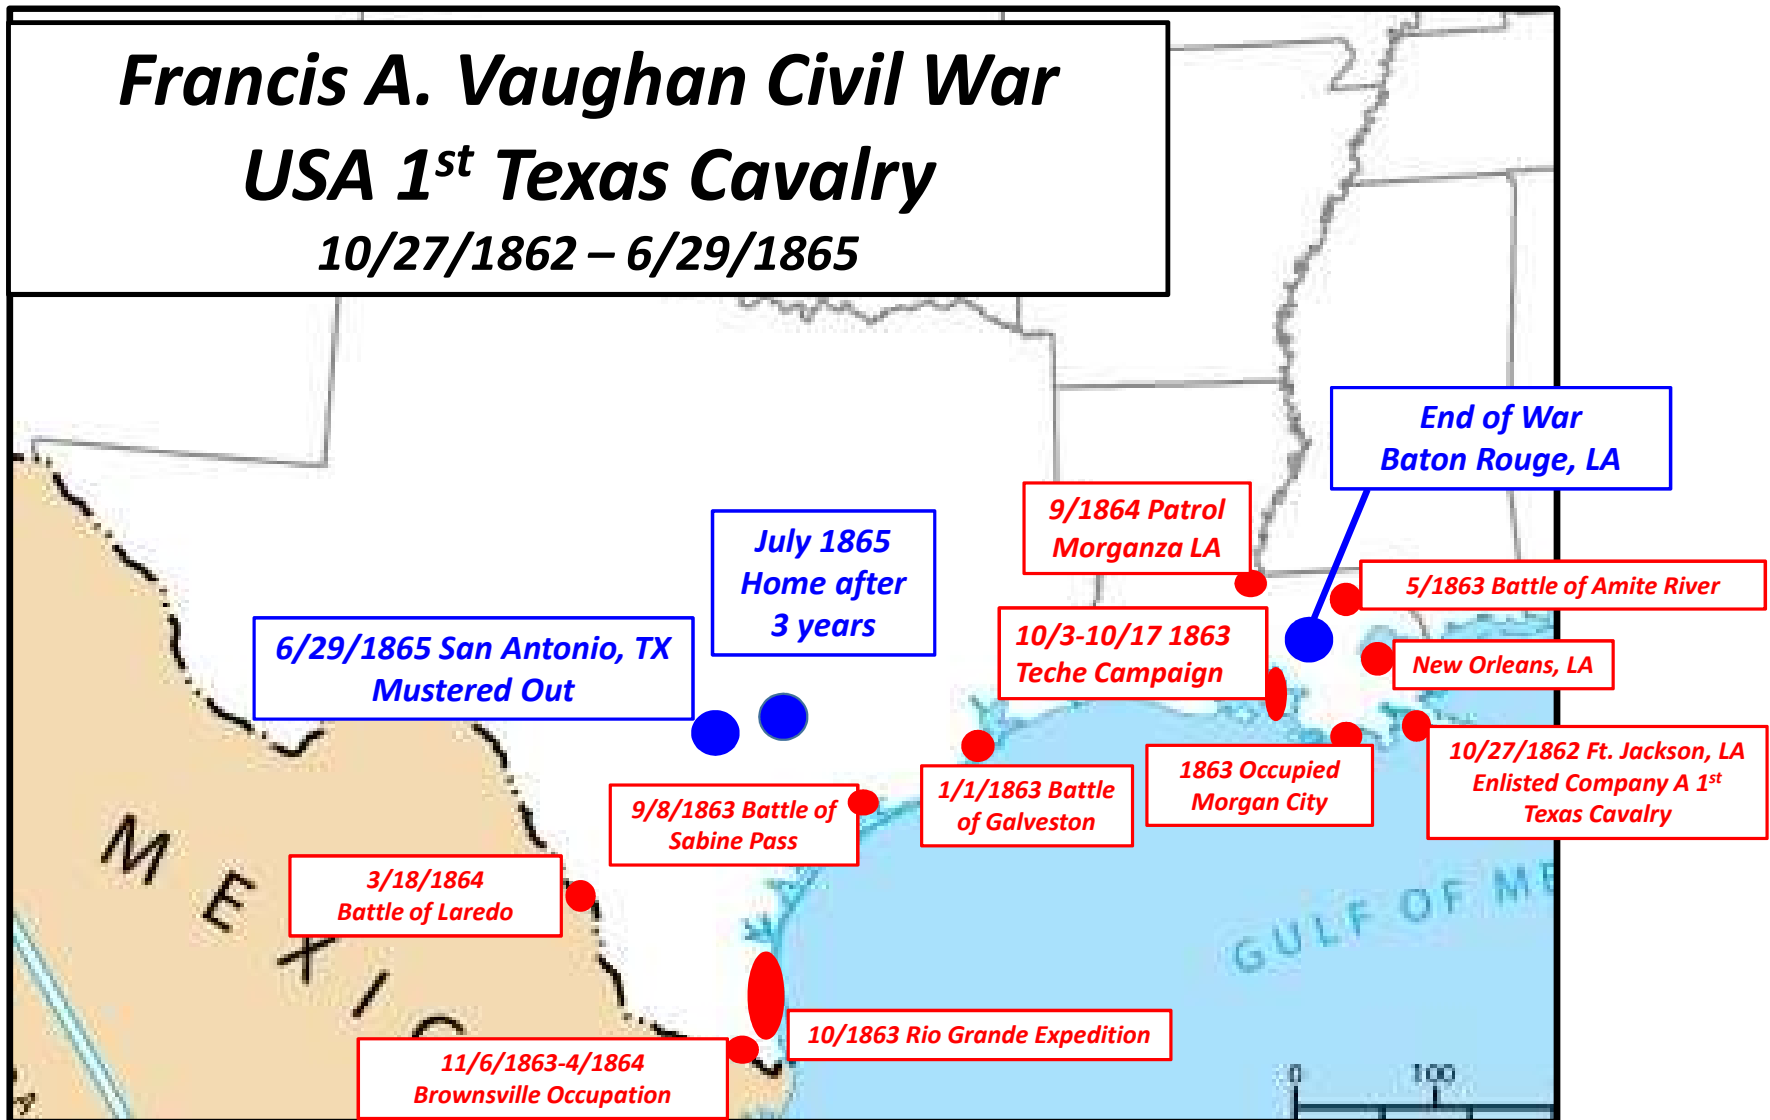 Francis A. Vaughan Civil War
USA 1st Texas Cavalry
10/27/1862 – 6/29/1865
End of War
Baton Rouge, LA
9/1864 Patrol
Morganza LA
July 1865
Home after
3 years
5/1863 Battle of Amite River
6/29/1865 San Antonio, TX
Mustered Out
10/3-10/17 1863
Teche Campaign
New Orleans, LA
10/27/1862 Ft. Jackson, LA
Enlisted Company A 1st
Texas Cavalry
1863 Occupied
Morgan City
1/1/1863 Battle
of Galveston
9/8/1863 Battle of
Sabine Pass
3/18/1864
Battle of Laredo
MEXIC
GULF OF ME
10/1863 Rio Grande Expedition
11/6/1863-4/1864
Brownsville Occupation
0 100